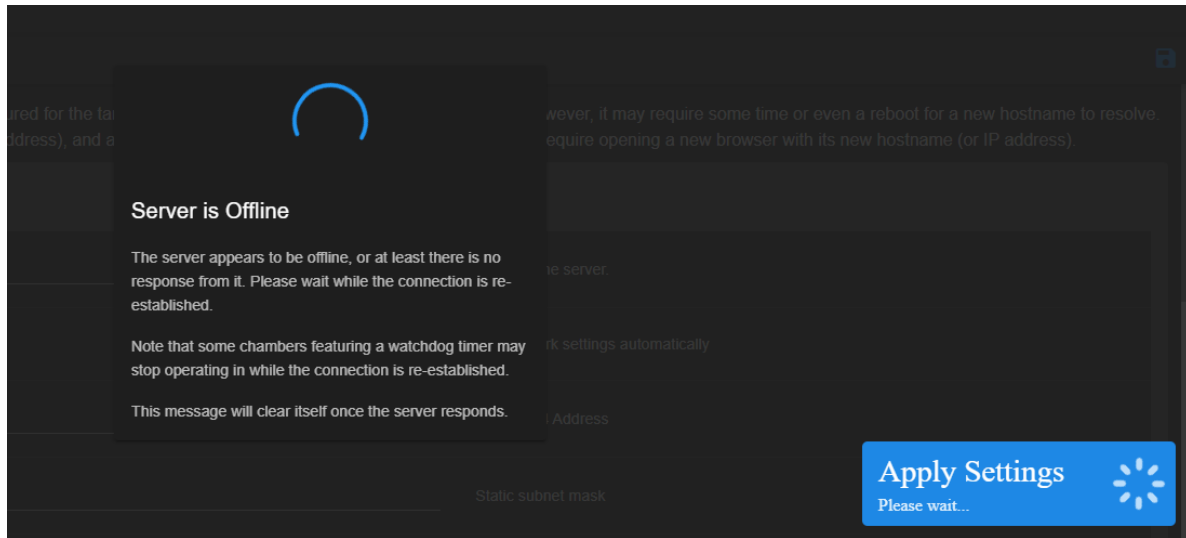 ured for the ta
wever, it may require some time or even a reboot for a new hostname to resolve.
ddress), and a
equire opening a new browser with its new hostname (or IP address).
Server is Offline
The server appears to be offline, or at least there is no
response from it. Please wait while the connection is re-
established.
Note that some chambers featuring a watchdog timer may
stop operating in while the connection is re-established.
This message will clear itself once the server responds.
e server.
rk settings automatically
Address
Static subnet mask
Apply Settings
Please wait...